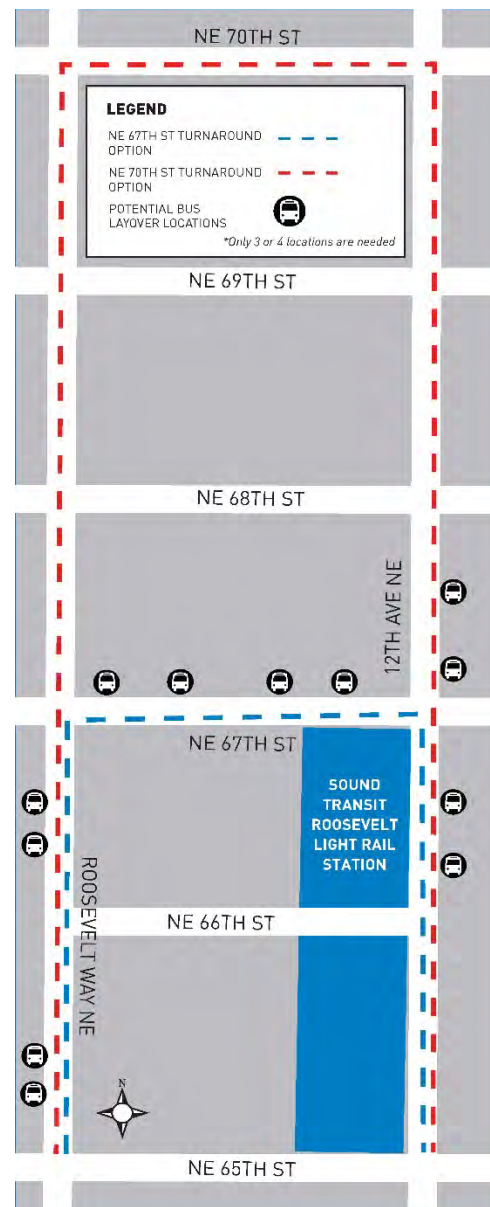 NE 70TH ST
LEGEND
NE 67TH ST TURNAROUND
OPTION
NE 70TH ST TURNAROUND
OPTION
POTENTIAL BUS
LAYOVER LOCATIONS
*Only 3 or 4 locations are needed
NE 69TH ST
NE 68TH ST
12TH AVE NE
NE 67TH ST
SOUND
TRANSIT
ROOSEVELT
LIGHT RAIL
STATION
ROOSEVELT WAY NE
NE 66TH ST
N
NE 65TH ST